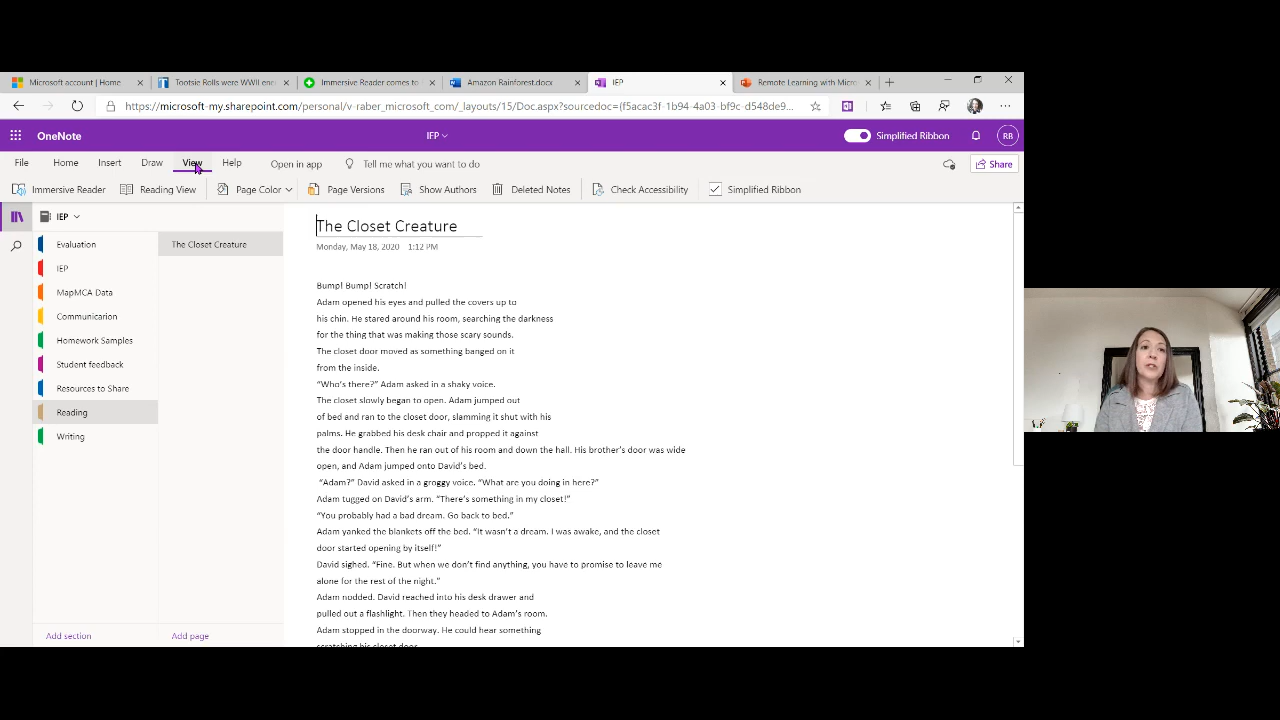 Microsoft account | Home
Tootsie Rolls were WWII ene
Immersive Reader comes to
Amazon Rainforest.docx
IEP
Remote Learning with Micro
https://microsoft-my.sharepoint.com/personal/v-raber_microsoft_com/_layouts/15/Doc.aspx?sourcedoc=(f5acac3f-1b94-4a03-bf9c-d548de9...
OneNote
IEP
Simplified Ribbon
RB
File
Home
Insert
Draw
View
Help
Open in app
Tell me what you want to do
Share
Immersive Reader
Reading View
Page Color
Page Versions
Show Authors
Deleted Notes
Check Accessibility
Simplified Ribbon
IEP
Evaluation
IEP
MapMCA Data
Communicarion
Homework Samples
Student feedback
Resources to Share
Reading
Writing
Add section
The Closet Creature
Add page
The Closet Creature
Monday, May 18, 2020 1:12 PM
Bump! Bump! Scratch!
Adam opened his eyes and pulled the covers up to
his chin. He stared around his room, searching the darkness
for the thing that was making those scary sounds.
The closet door moved as something banged on it
from the inside.
“Who’s there?” Adam asked in a shaky voice.
The closet slowly began to open. Adam jumped out
of bed and ran to the closet door, slamming it shut with his
palms. He grabbed his desk chair and propped it against
the door handle. Then he ran out of his room and down the hall. His brother’s door was wide
open, and Adam jumped onto David’s bed.
“Adam?” David asked in a groggy voice. “What are you doing in here?”
Adam tugged on David’s arm. “There’s something in my closet!”
“You probably had a bad dream. Go back to bed.”
Adam yanked the blankets off the bed. “It wasn’t a dream. I was awake, and the closet
door started opening by itself!”
David sighed. “Fine. But when we don’t find anything, you have to promise to leave me
alone for the rest of the night.”
Adam nodded. David reached into his desk drawer and
pulled out a flashlight. Then they headed to Adam’s room.
Adam stopped in the doorway. He could hear something
scratching his closet door.